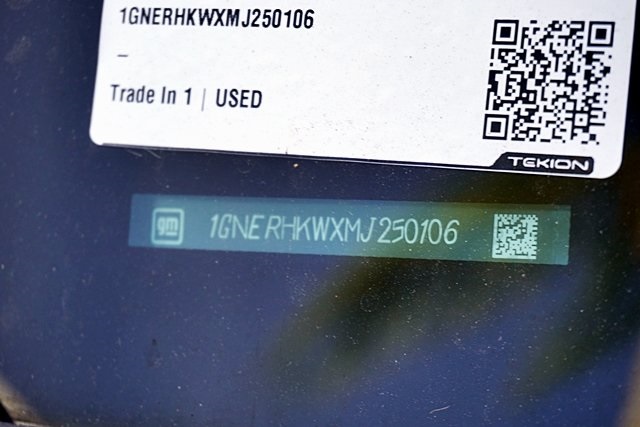 1GNERHKWXMJ250106
–
Trade In 1 | USED
TEKION
gm 1GNERHKWXMJ250106